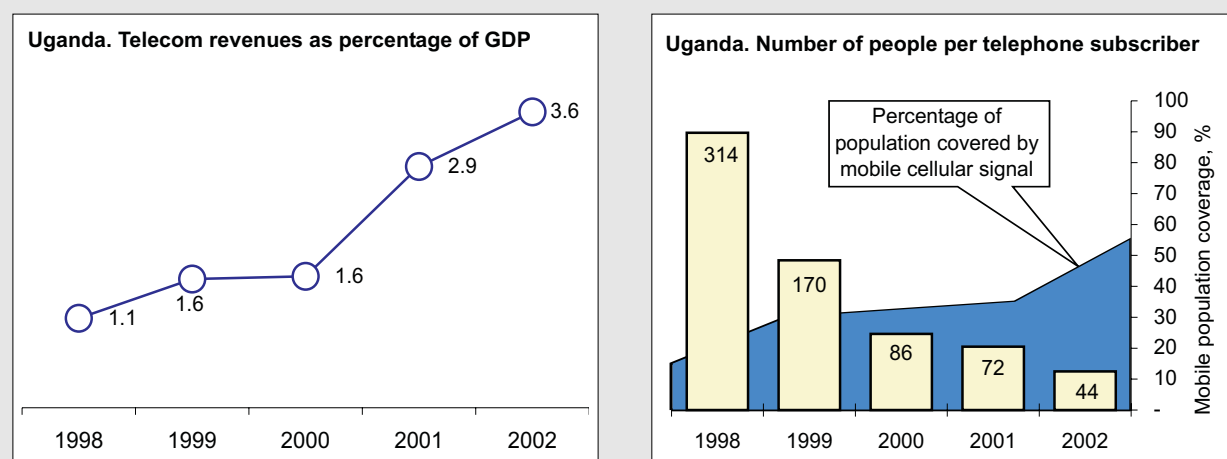 Uganda. Telecom revenues as percentage of GDP
3.6
2.9
1.6
1.6
1.1
1998 1999 2000 2001 2002
Uganda. Number of people per telephone subscriber
Percentage of
population covered by
mobile cellular signal
314
170
86
72
44
100
90
80
70
60
50
40
30
20
10
-
Mobile population coverage, %
1998 1999 2000 2001 2002